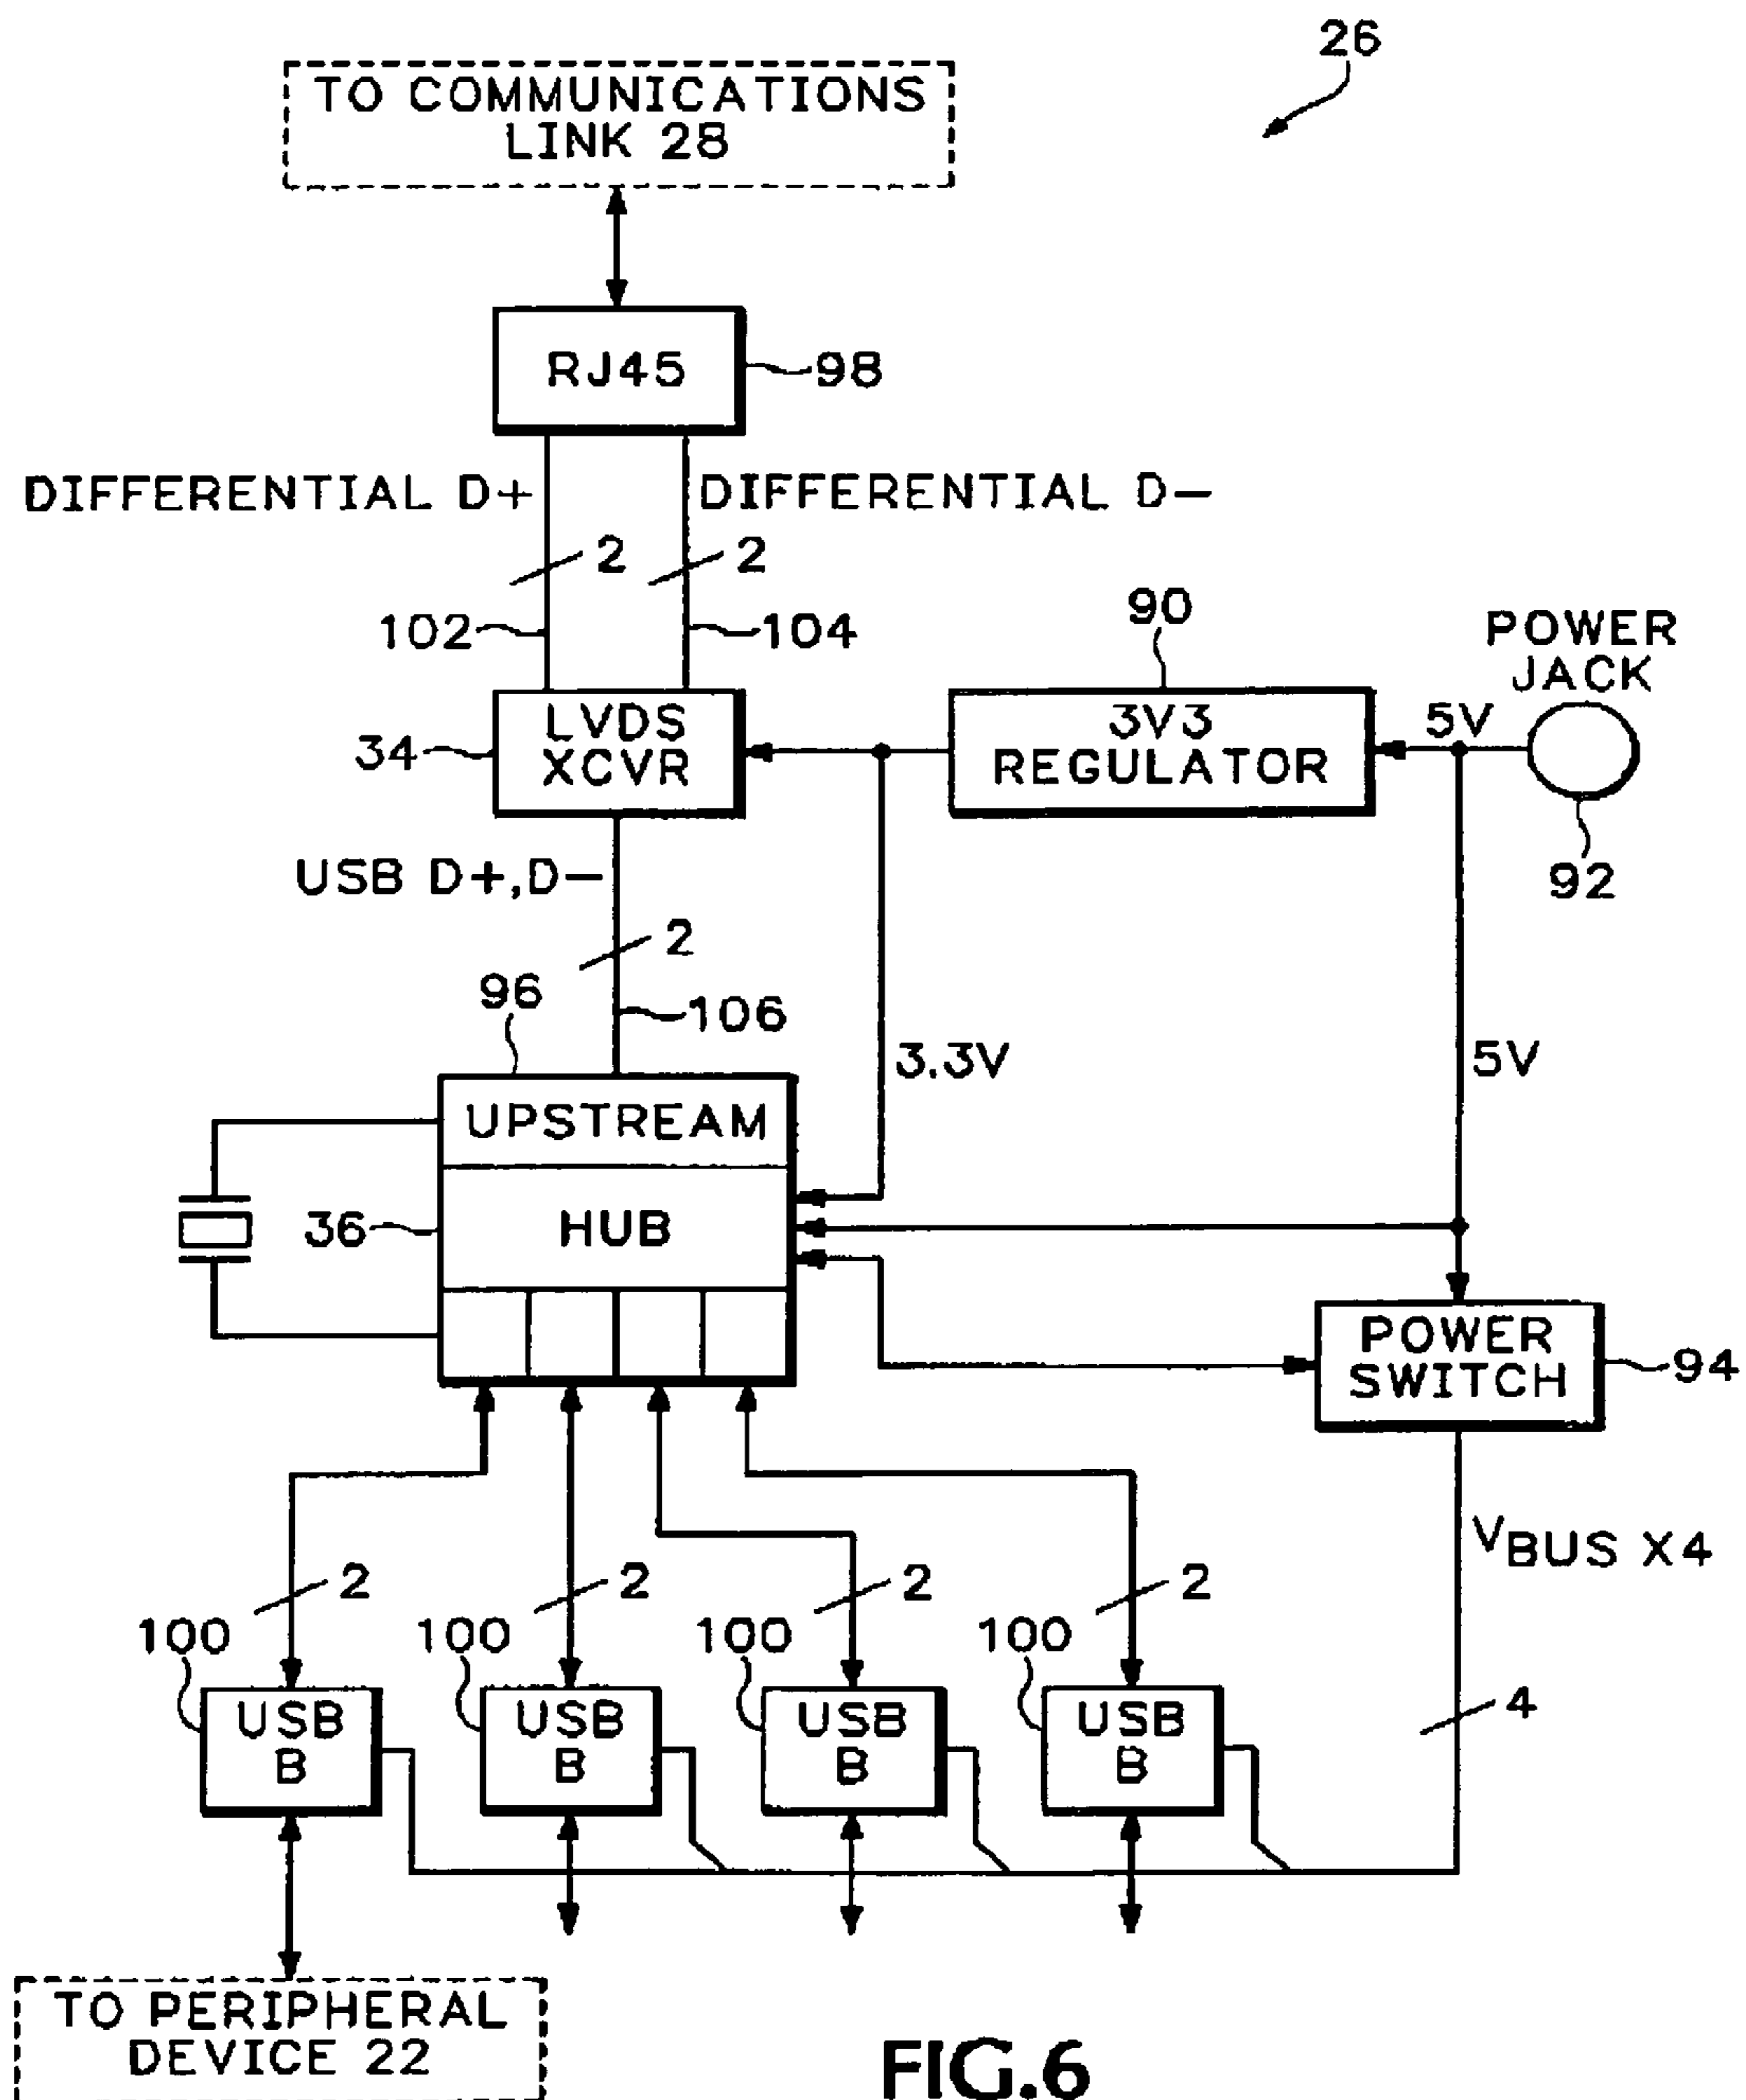 26
TO COMMUNICATIONS
LINK 28
RJ45
98
DIFFERENTIAL D+
DIFFERENTIAL D−
2
2
102
104
90
POWER
JACK
LVDS
XCVR
34
3V3
REGULATOR
5V
92
USB D+,D−
2
96
106
3.3V
5V
UPSTREAM
36
HUB
POWER
SWITCH
94
VBUS X4
2
2
2
2
100
100
100
100
USB
B
USB
B
USB
B
USB
B
4
TO PERIPHERAL
DEVICE 22
FIG.6